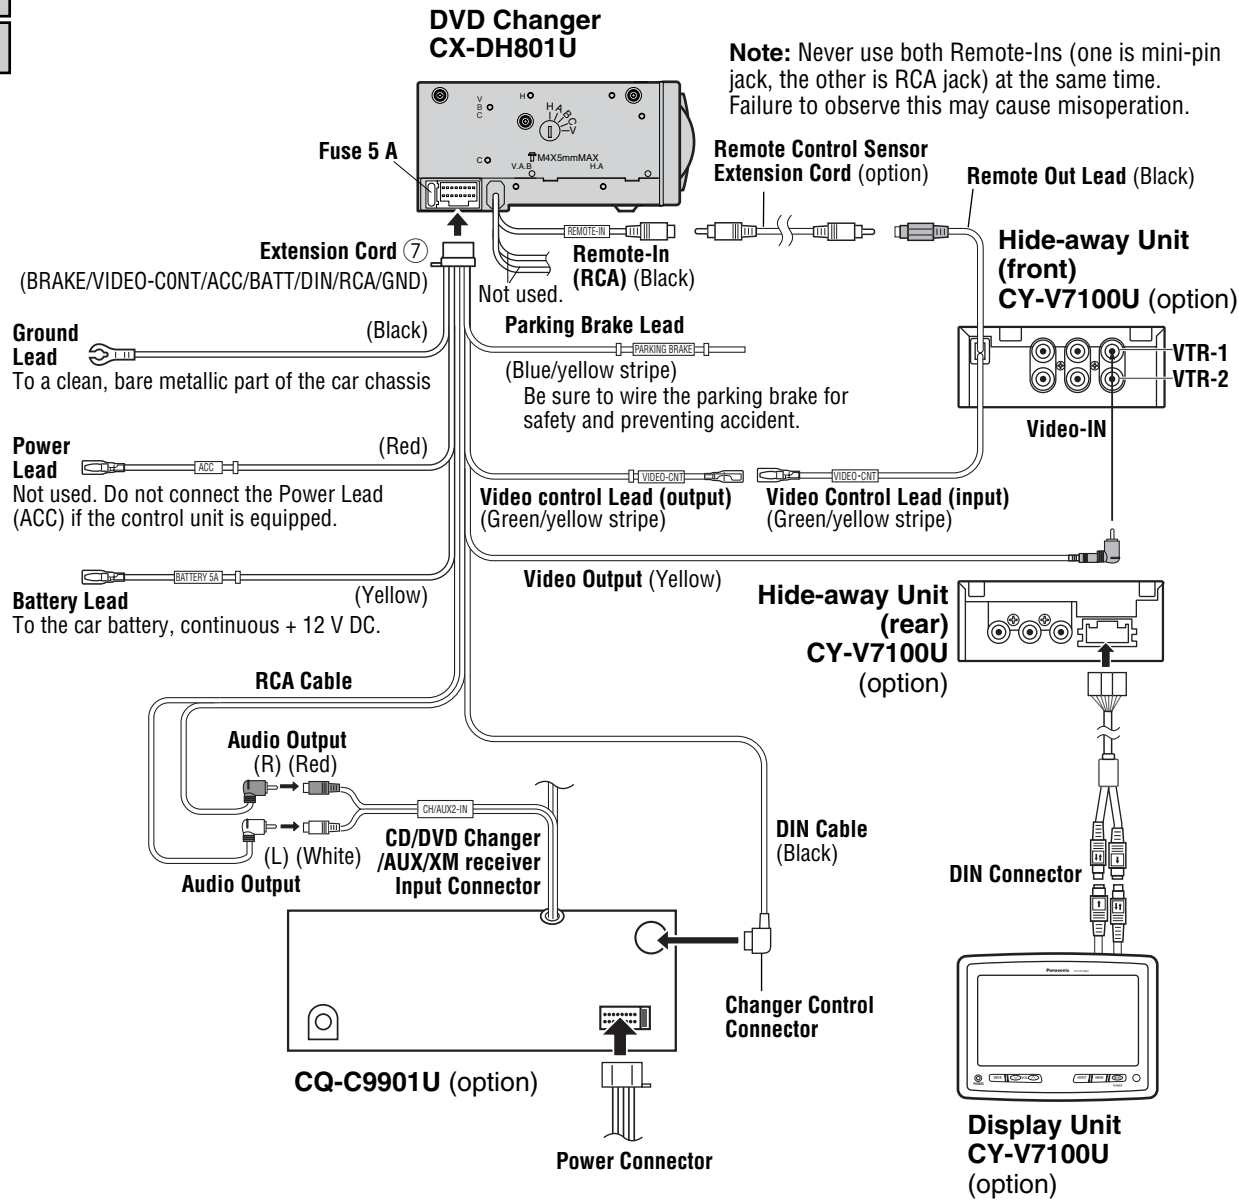 DVD Changer
CX-DH801U
Note: Never use both Remote-Ins (one is mini-pin
jack, the other is RCA jack) at the same time.
Failure to observe this may cause misoperation.
V
B
C
H
H
A
B
C
V
C
M4X5mmMAX
V.A.B
H.A
Fuse 5 A
Remote Control Sensor
Extension Cord (option)
Remote Out Lead (Black)
REMOTE-IN
Remote-In
(RCA) (Black)
Not used.
Extension Cord ⑦
(BRAKE/VIDEO-CONT/ACC/BATT/DIN/RCA/GND)
Hide-away Unit
(front)
CY-V7100U (option)
VTR-1
VTR-2
Video-IN
Ground
Lead
(Black)
To a clean, bare metallic part of the car chassis
Parking Brake Lead
PARKING BRAKE
(Blue/yellow stripe)
Be sure to wire the parking brake for
safety and preventing accident.
Power
Lead
(Red)
ACC
Not used. Do not connect the Power Lead
(ACC) if the control unit is equipped.
VIDEO-CNT
Video control Lead (output)
(Green/yellow stripe)
VIDEO-CNT
Video Control Lead (input)
(Green/yellow stripe)
BATTERY 5A
Battery Lead
(Yellow)
To the car battery, continuous + 12 V DC.
Video Output (Yellow)
Hide-away Unit
(rear)
CY-V7100U
(option)
RCA Cable
Audio Output
(R) (Red)
CH/AUX2-IN
(L) (White)
Audio Output
CD/DVD Changer
/AUX/XM receiver
Input Connector
DIN Cable
(Black)
DIN Connector
Changer Control
Connector
CQ-C9901U (option)
Power Connector
Panasonic
Display Unit
CY-V7100U
(option)